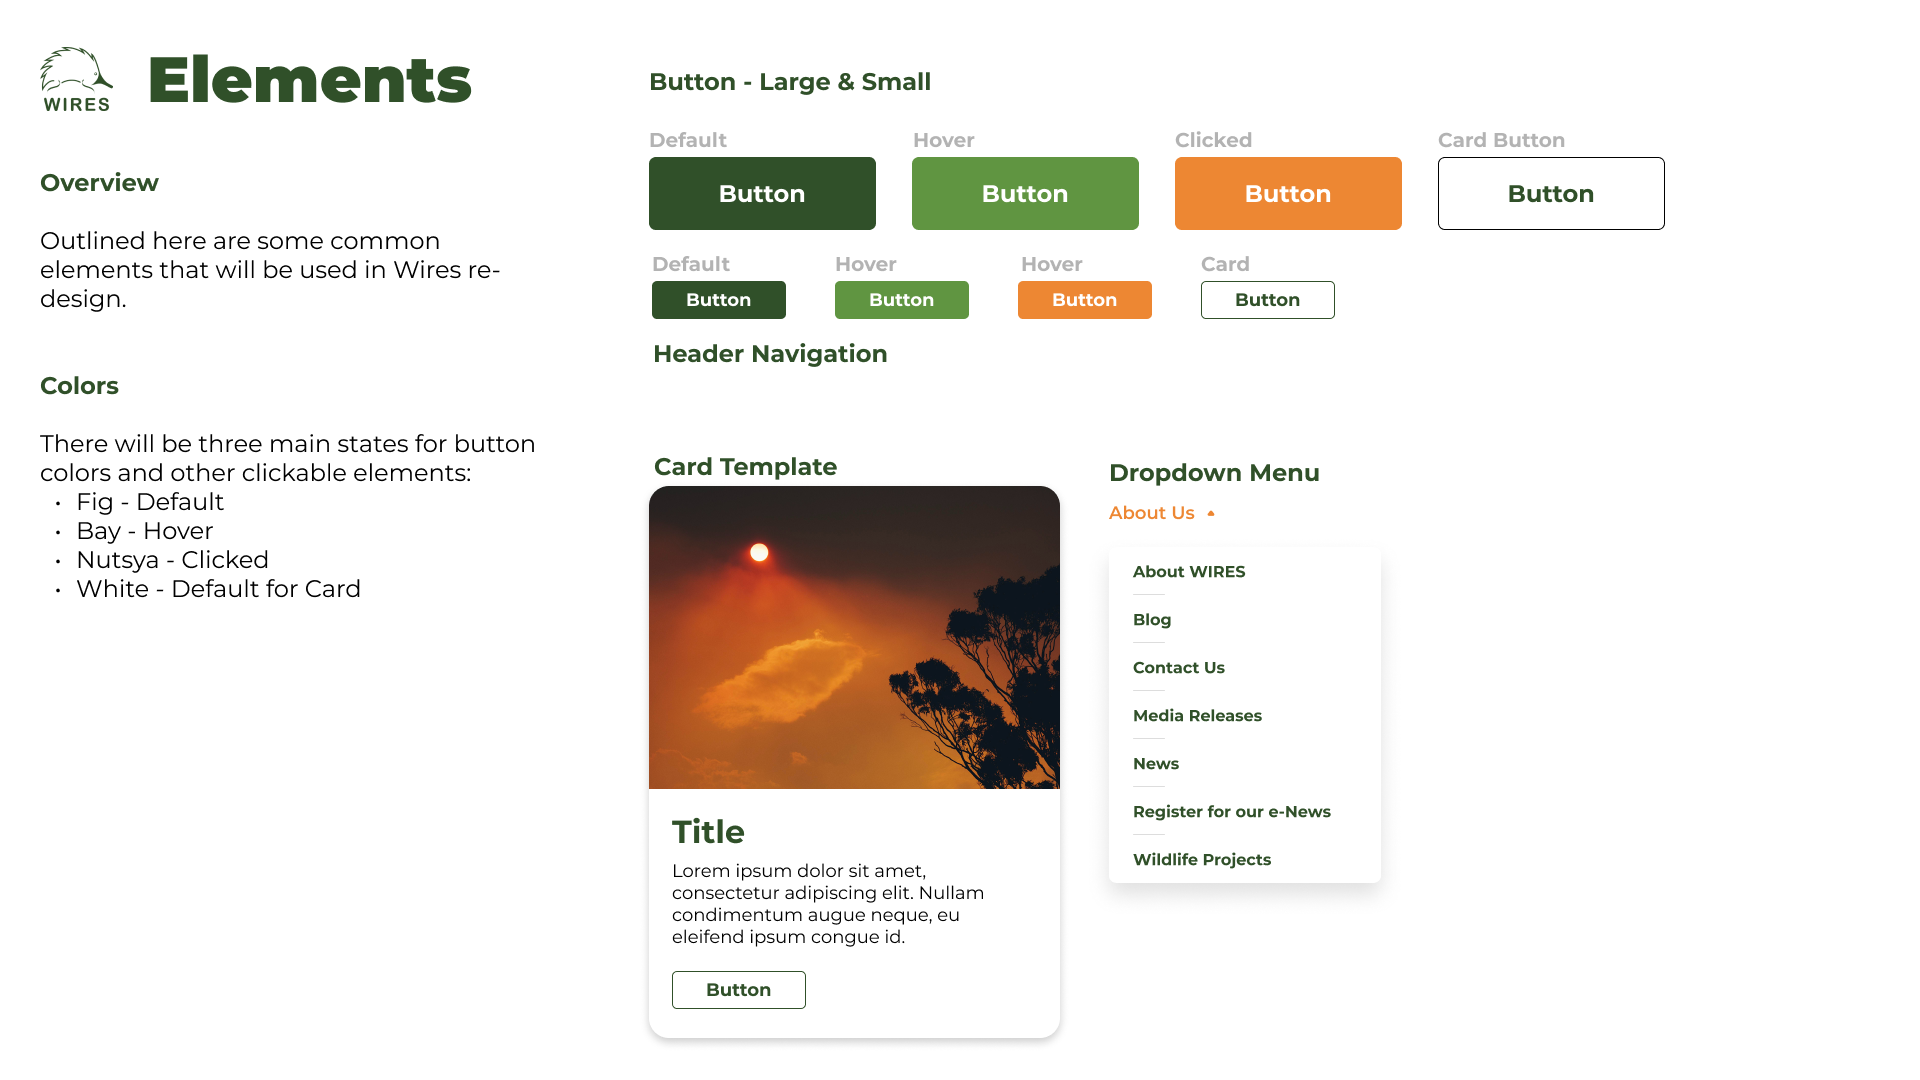 WIRES
Elements
Overview
Outlined here are some common
elements that will be used in Wires re-
design.
Colors
There will be three main states for button
colors and other clickable elements:
• Fig - Default
• Bay - Hover
• Nutsya - Clicked
• White - Default for Card
Button - Large & Small
Default Hover Clicked Card Button
Button Button Button Button
Default Hover Hover Card
Button Button Button Button
Header Navigation
Card Template
Title
Lorem ipsum dolor sit amet,
consectetur adipiscing elit. Nullam
condimentum augue neque, eu
eleifend ipsum congue id.
Button
Dropdown Menu
About Us
About WIRES
Blog
Contact Us
Media Releases
News
Register for our e-News
Wildlife Projects